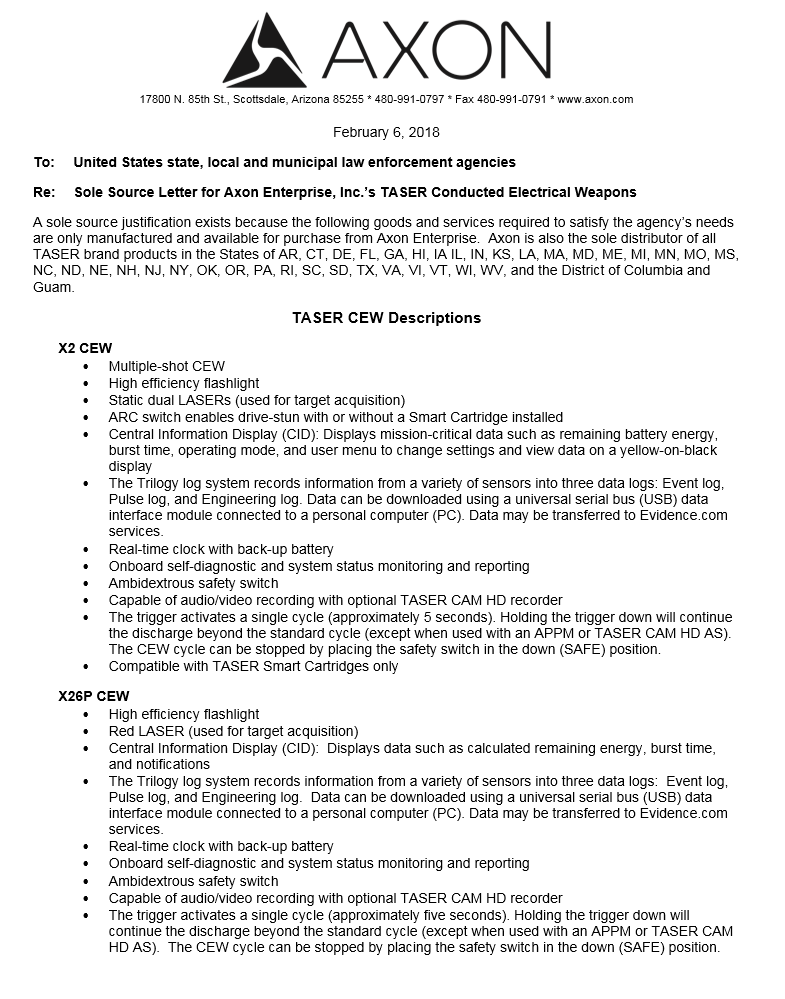 AXON
17800 N. 85th St., Scottsdale, Arizona 85255 * 480-991-0797 * Fax 480-991-0791 * www.axon.com
February 6, 2018
To: United States state, local and municipal law enforcement agencies
Re: Sole Source Letter for Axon Enterprise, Inc.'s TASER Conducted Electrical Weapons
A sole source justification exists because the following goods and services required to satisfy the agency's needs
are only manufactured and available for purchase from Axon Enterprise. Axon is also the sole distributor of all
TASER brand products in the States of AR, CT, DE, FL, GA, HI, IA IL, IN, KS, LA, MA, MD, ME, MI, MN, MO, MS,
NC, ND, NE, NH, NJ, NY, OK, OR, PA, RI, SC, SD, TX, VA, VI, VT, WI, WV, and the District of Columbia and
Guam.
TASER CEW Descriptions
X2 CEW
• Multiple-shot CEW
• High efficiency flashlight
• Static dual LASERs (used for target acquisition)
• ARC switch enables drive-stun with or without a Smart Cartridge installed
• Central Information Display (CID): Displays mission-critical data such as remaining battery energy,
burst time, operating mode, and user menu to change settings and view data on a yellow-on-black
display
• The Trilogy log system records information from a variety of sensors into three data logs: Event log,
Pulse log, and Engineering log. Data can be downloaded using a universal serial bus (USB) data
interface module connected to a personal computer (PC). Data may be transferred to Evidence.com
services.
• Real-time clock with back-up battery
• Onboard self-diagnostic and system status monitoring and reporting
• Ambidextrous safety switch
• Capable of audio/video recording with optional TASER CAM HD recorder
• The trigger activates a single cycle (approximately 5 seconds). Holding the trigger down will continue
the discharge beyond the standard cycle (except when used with an APPM or TASER CAM HD AS).
The CEW cycle can be stopped by placing the safety switch in the down (SAFE) position.
• Compatible with TASER Smart Cartridges only
X26P CEW
• High efficiency flashlight
• Red LASER (used for target acquisition)
• Central Information Display (CID): Displays data such as calculated remaining energy, burst time,
and notifications
• The Trilogy log system records information from a variety of sensors into three data logs: Event log,
Pulse log, and Engineering log. Data can be downloaded using a universal serial bus (USB) data
interface module connected to a personal computer (PC). Data may be transferred to Evidence.com
services.
• Real-time clock with back-up battery
• Onboard self-diagnostic and system status monitoring and reporting
• Ambidextrous safety switch
• Capable of audio/video recording with optional TASER CAM HD recorder
• The trigger activates a single cycle (approximately five seconds). Holding the trigger down will
continue the discharge beyond the standard cycle (except when used with an APPM or TASER CAM
HD AS). The CEW cycle can be stopped by placing the safety switch in the down (SAFE) position.